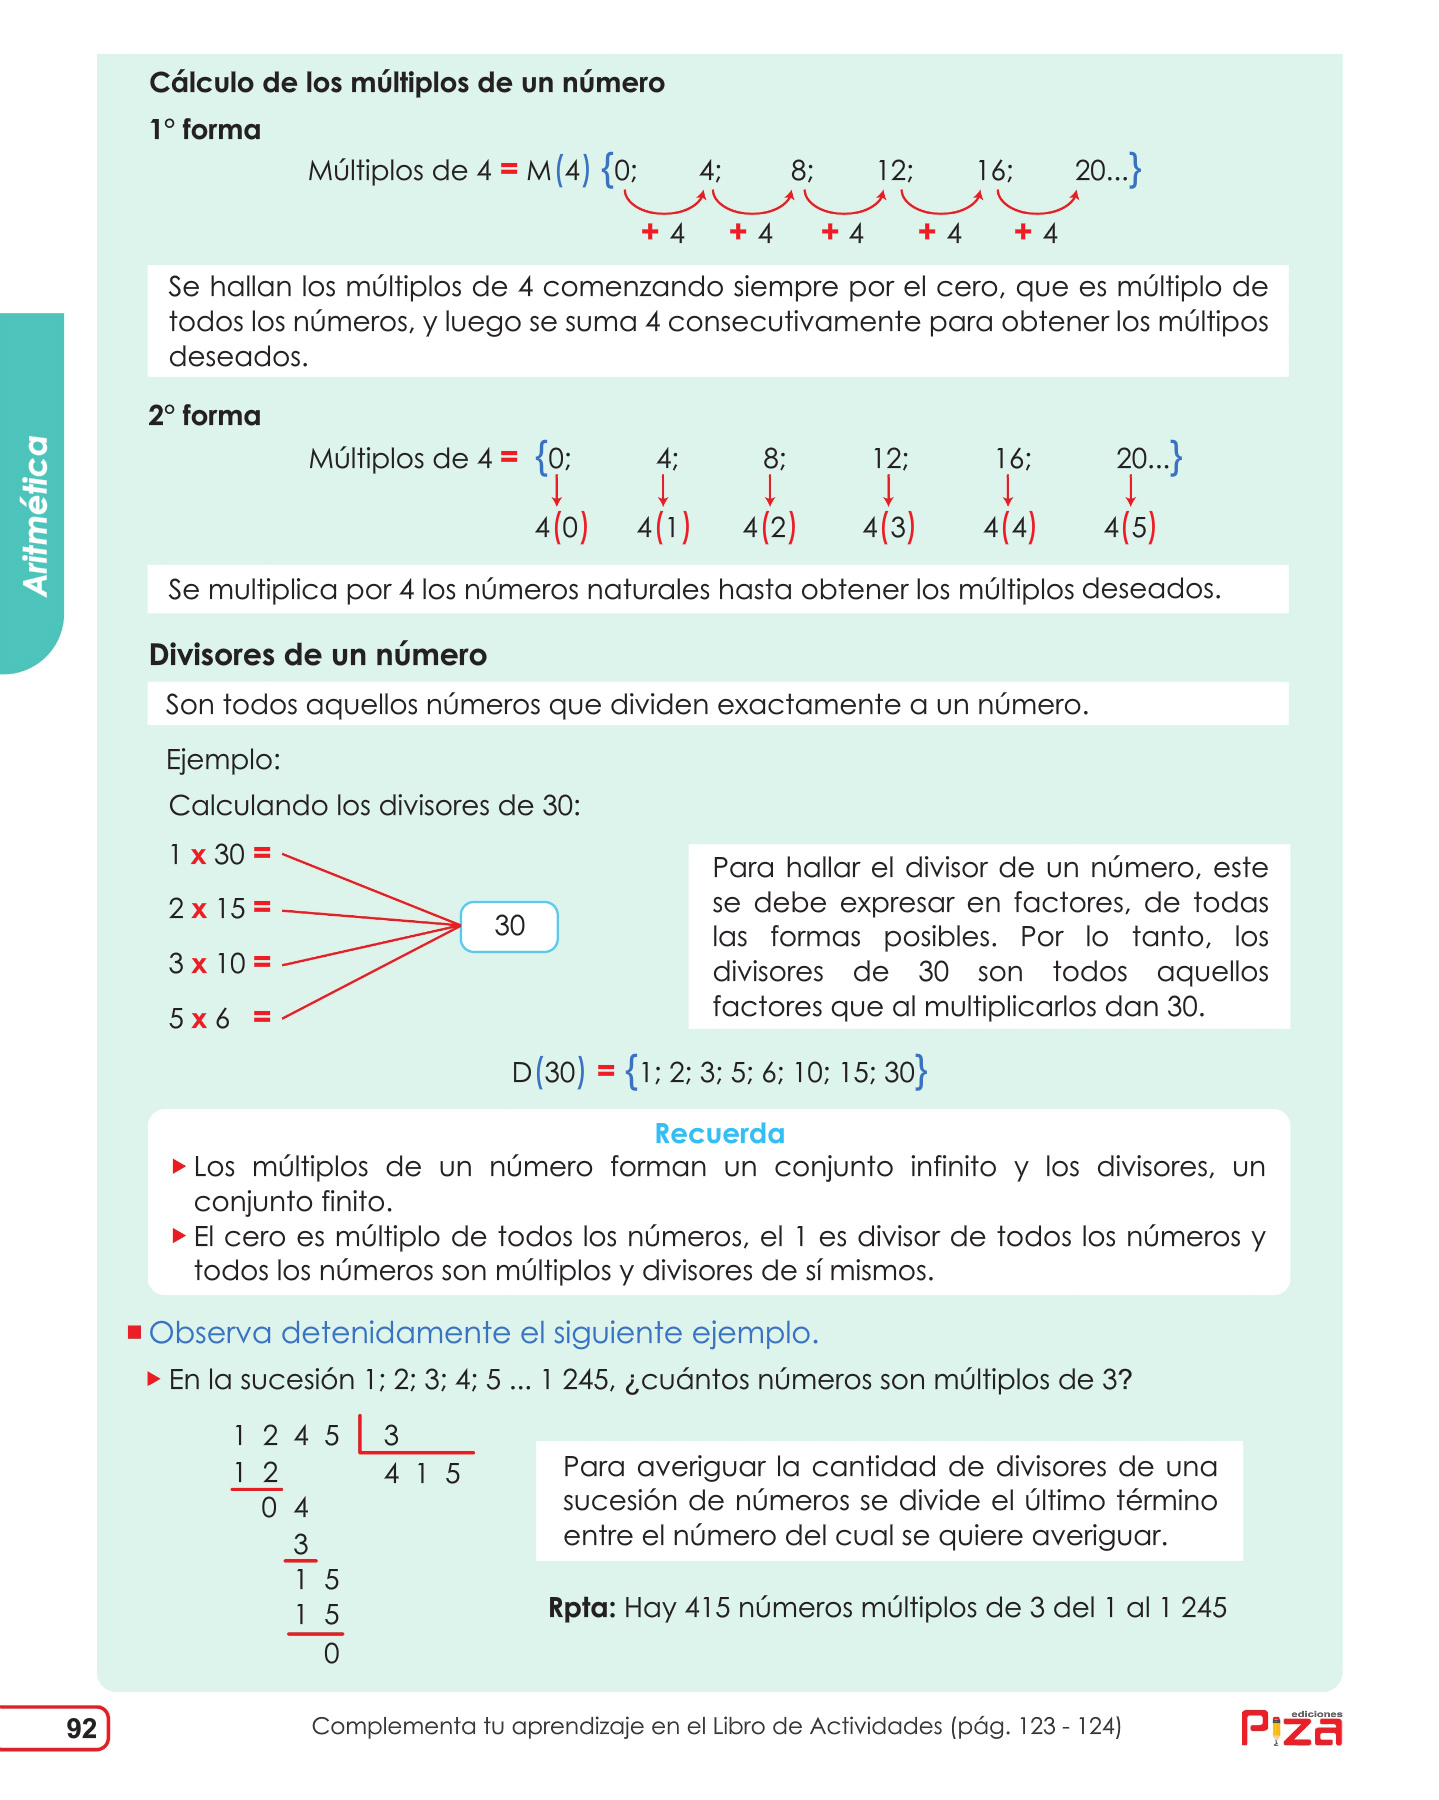 Cálculo de los múltiplos de un número
1° forma
Múltiplos de 4 = M(4) {0; 4; 8; 12; 16; 20...}
+ 4 + 4 + 4 + 4 + 4
Se hallan los múltiplos de 4 comenzando siempre por el cero, que es múltiplo de
todos los números, y luego se suma 4 consecutivamente para obtener los múltipos
deseados.
Aritmética
2° forma
Múltiplos de 4 = {0; 4; 8; 12; 16; 20...}
4(0) 4(1) 4(2) 4(3) 4(4) 4(5)
Se multiplica por 4 los números naturales hasta obtener los múltiplos deseados.
Divisores de un número
Son todos aquellos números que dividen exactamente a un número.
Ejemplo:
Calculando los divisores de 30:
1 x 30 =
2 x 15 =
3 x 10 =
5 x 6 =
30
Para hallar el divisor de un número, este
se debe expresar en factores, de todas
las formas posibles. Por lo tanto, los
divisores de 30 son todos aquellos
factores que al multiplicarlos dan 30.
D(30) = {1; 2; 3; 5; 6; 10; 15; 30}
Recuerda
Los múltiplos de un número forman un conjunto infinito y los divisores, un
conjunto finito.
El cero es múltiplo de todos los números, el 1 es divisor de todos los números y
todos los números son múltiplos y divisores de sí mismos.
Observa detenidamente el siguiente ejemplo.
En la sucesión 1; 2; 3; 4; 5 ... 1 245, ¿cuántos números son múltiplos de 3?
1 2 4 5 3
1 2 4 1 5
0 4
3
1 5
1 5
0
Para averiguar la cantidad de divisores de una
sucesión de números se divide el último término
entre el número del cual se quiere averiguar.
Rpta: Hay 415 números múltiplos de 3 del 1 al 1 245
92
Complementa tu aprendizaje en el Libro de Actividades (pág. 123 - 124)
ediciones
Piza